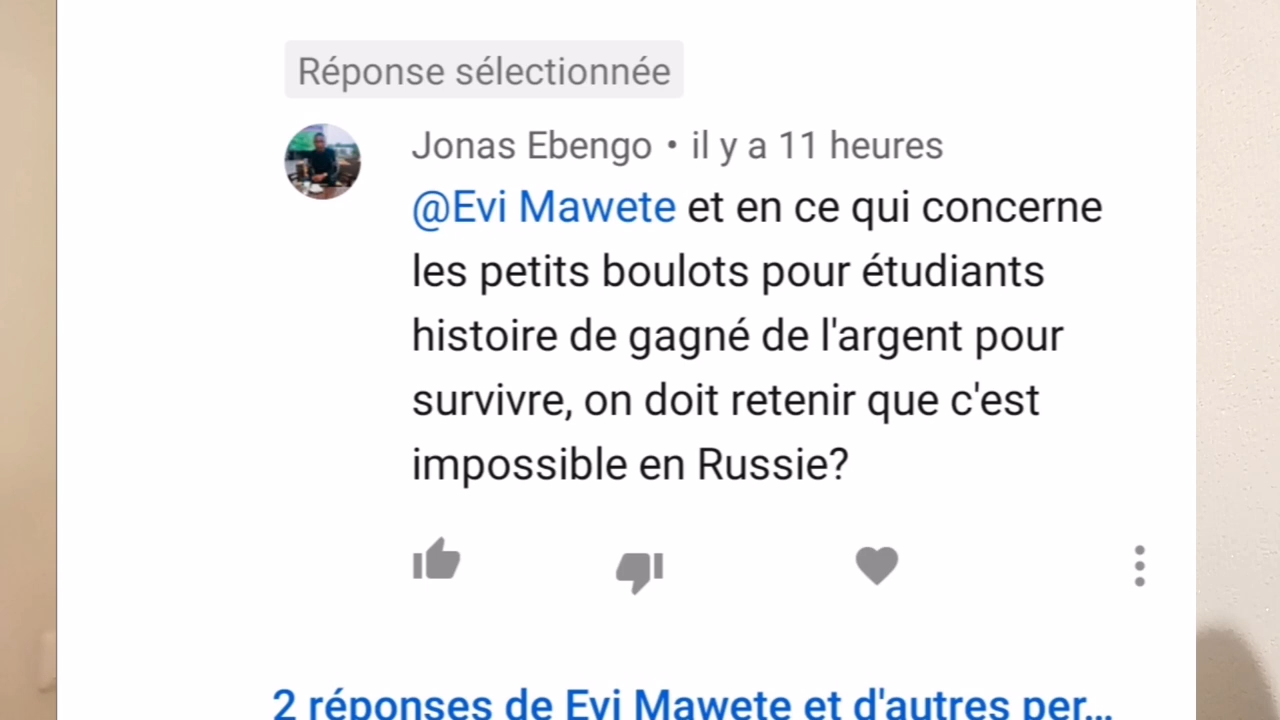 Réponse sélectionnée
Jonas Ebengo • il y a 11 heures
@Evi Mawete et en ce qui concerne
les petits boulots pour étudiants
histoire de gagné de l'argent pour
survivre, on doit retenir que c'est
impossible en Russie?
2 réponses de Evi Mawete et d'autres per...